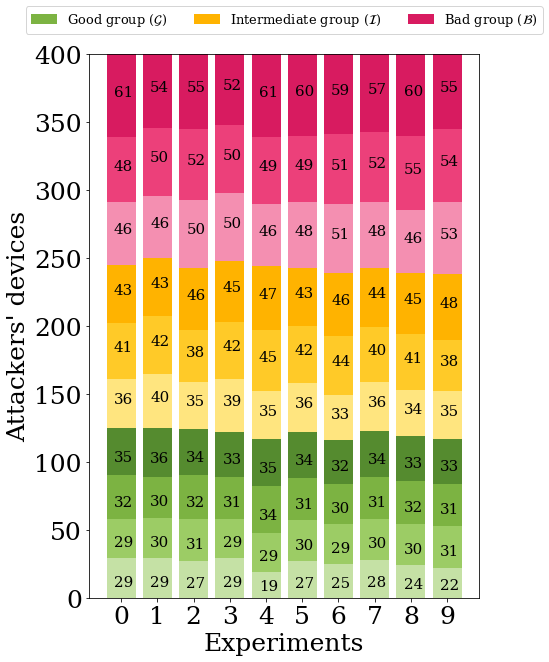 Good group (𝒢) Intermediate group (ℐ) Bad group (ℬ)
400
61 54 55 52 61 60 59 57 60 55
350
48 50 52 50 49 49 51 52 55 54
300
46 46 50 50 46 48 51 48 46 53
250
43 43 46 45 47 43 46 44 45 48
200
41 42 38 42 45 42 44 40 41 38
150
36 40 35 39 35 36 33 36 34 35
35 36 34 33 35 34 32 34 33 33
100
32 30 32 31 34 31 30 31 32 31
50
29 30 31 29 29 30 29 30 30 31
29 29 27 29 19 27 25 28 24 22
0
0 1 2 3 4 5 6 7 8 9
Experiments
Attackers' devices